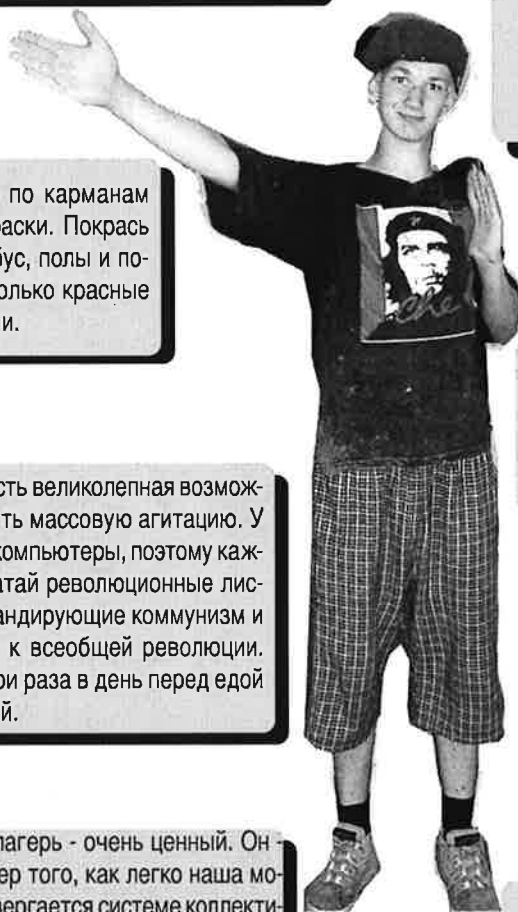 по карманам
раски. Покрась
бус, полы и по-
олько красные
и.
сть великолепная возмож-
ть массовую агитацию. У
компьютеры, поэтому каж-
атай революционные лис-
андирующие коммунизм и
к всеобщей революции.
ри раза в день перед едой
й.
Che
лагерь - очень ценный. Он -
ер того, как легко наша мо-
вергается системе коллекти-